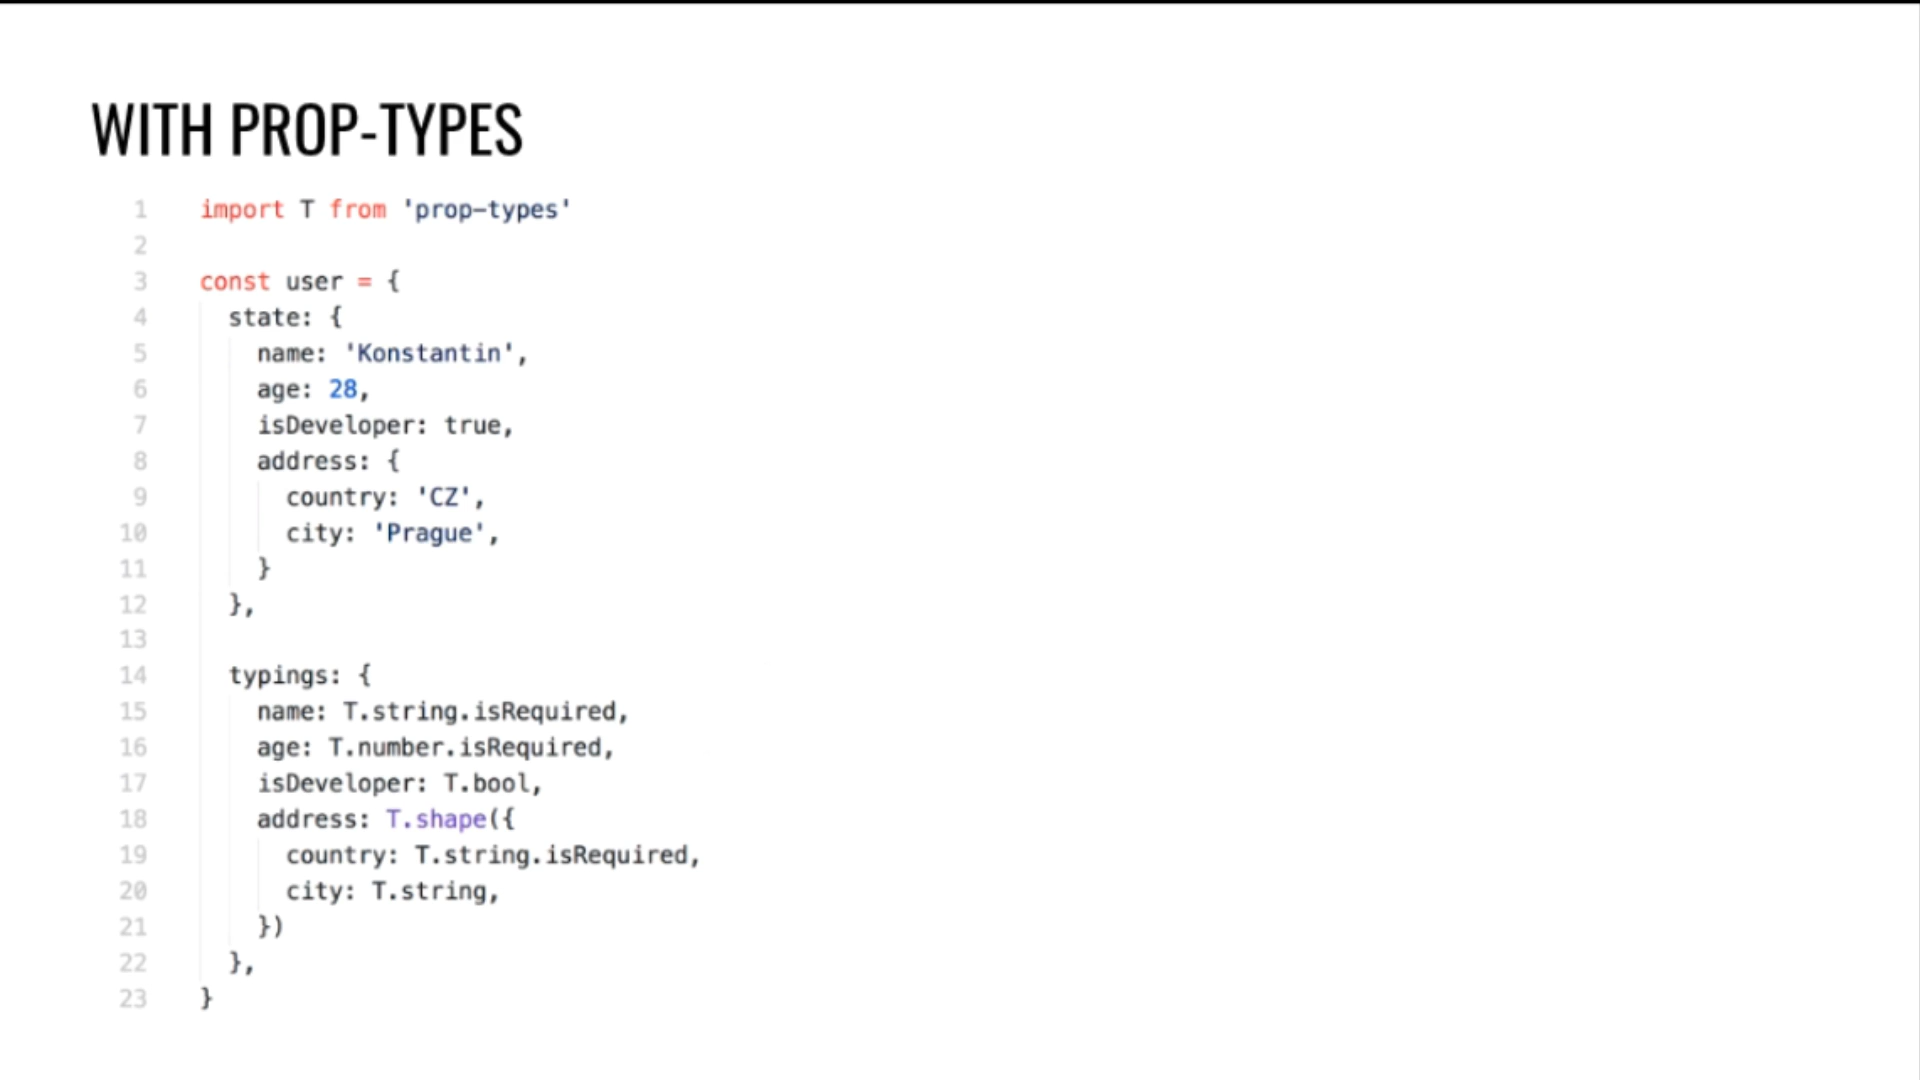 WITH PROP-TYPES
1 import T from 'prop-types'
2
3 const user = {
4   state: {
5     name: 'Konstantin',
6     age: 28,
7     isDeveloper: true,
8     address: {
9       country: 'CZ',
10       city: 'Prague',
11     }
12   },
13
14   typings: {
15     name: T.string.isRequired,
16     age: T.number.isRequired,
17     isDeveloper: T.bool,
18     address: T.shape({
19       country: T.string.isRequired,
20       city: T.string,
21     })
22   },
23 }